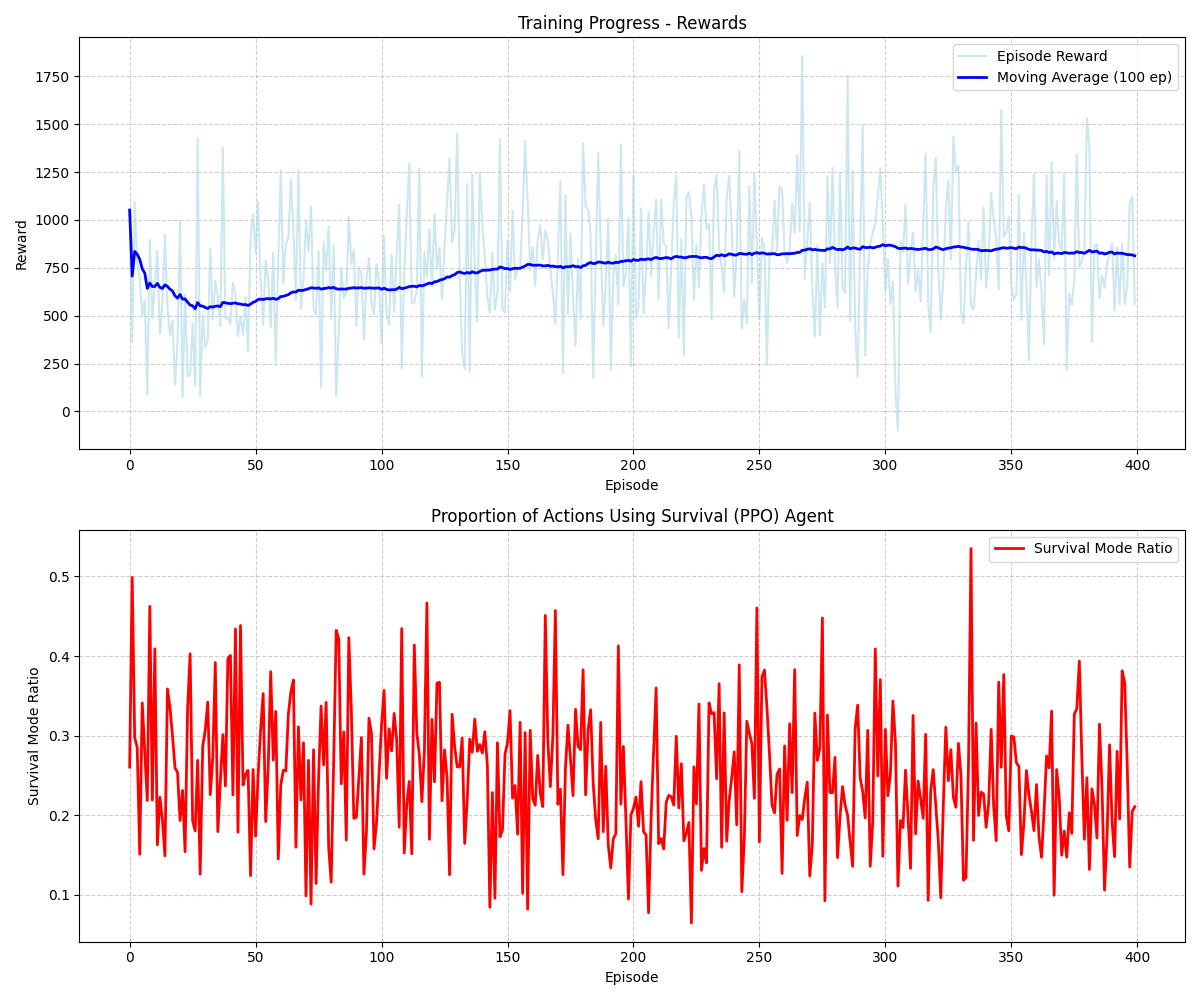 Training Progress - Rewards
Episode Reward
Moving Average (100 ep)
Reward
1750
1500
1250
1000
750
500
250
0
0 50 100 150 200 250 300 350 400
Episode
Proportion of Actions Using Survival (PPO) Agent
Survival Mode Ratio
Survival Mode Ratio
0.5
0.4
0.3
0.2
0.1
0 50 100 150 200 250 300 350 400
Episode